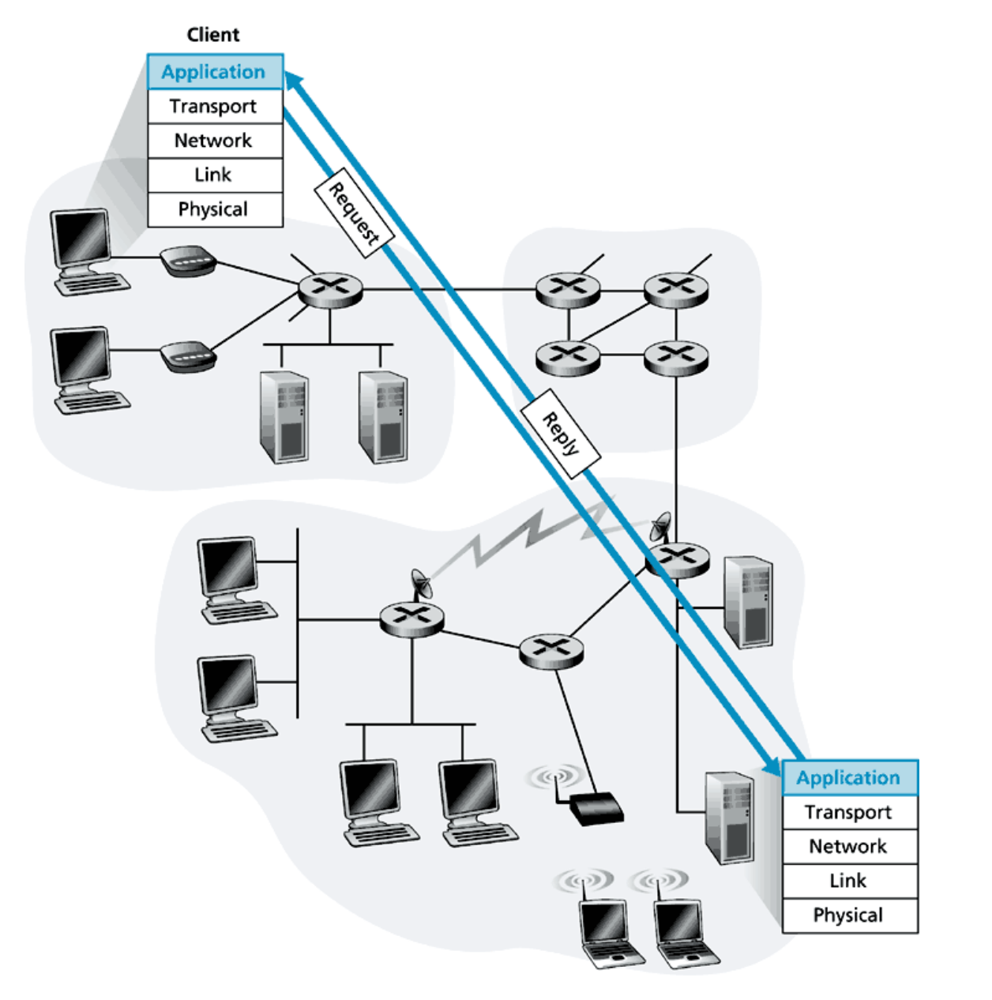 Client
Application
Transport
Network
Link
Physical
Request
Reply
Application
Transport
Network
Link
Physical